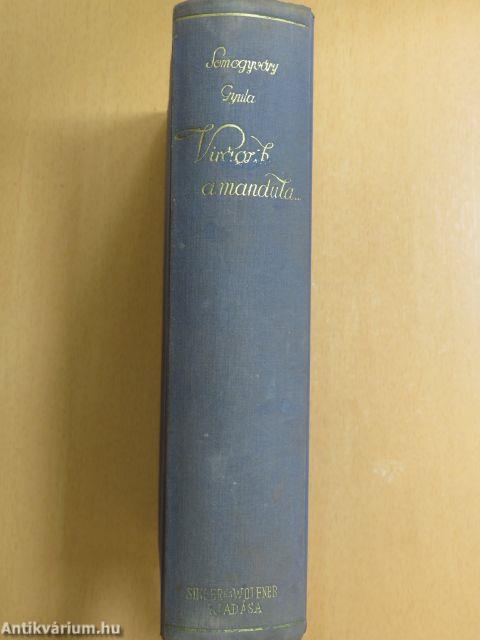 Somogyváry
Gyula
Virágzik
a mandula...
SINGER ÉS WOLFNER
KIADÁSA
Antikvárium.hu